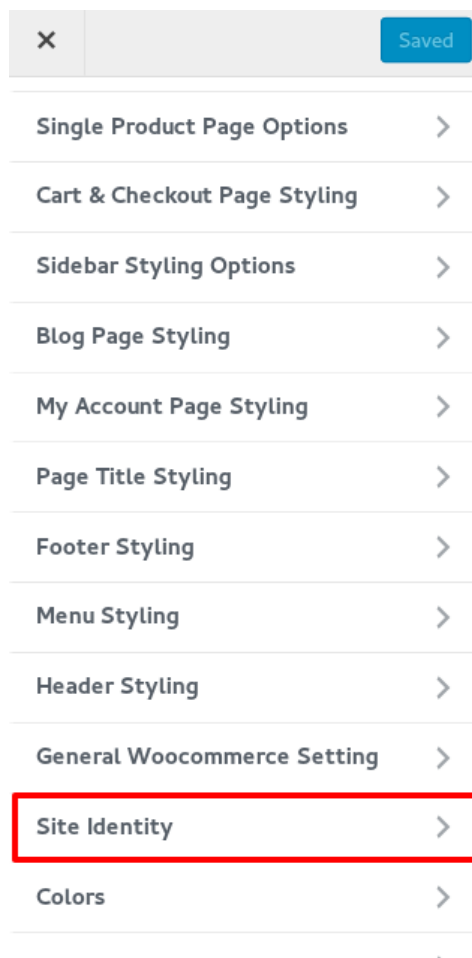 Saved
Single Product Page Options
Cart & Checkout Page Styling
Sidebar Styling Options
Blog Page Styling
My Account Page Styling
Page Title Styling
Footer Styling
Menu Styling
Header Styling
General Woocommerce Setting
Site Identity
Colors